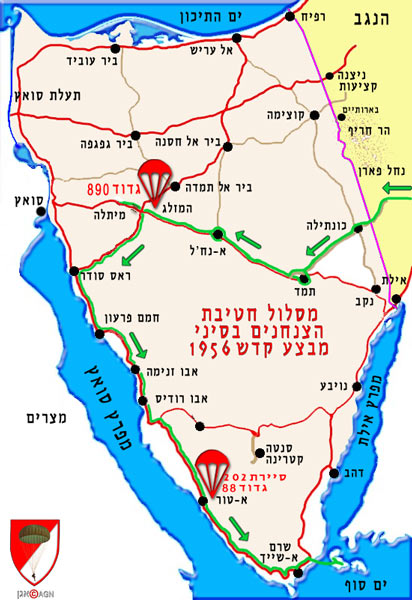 ים התיכון
רפיח
הנגב
אל עריש
ביר עוביד
ניצנה
קציעות
תעלת סואץ
בארותיים
קוצימה
הר חריף
ביר גפגפה
ביר אל חסנה
נחל פארן
גדוד 890
ביר אל תמדה
המולג
סואץ
מיתלה
כונתילה
א-נח'ל
ראס סודר
תמד
אילת
נקב
מסלול חטיבת
הצנחנים בסיני
מבצע קדש 1956
חמם פרעון
אבו זנימה
נויבע
מפרץ אילת
אבו רודיס
מצרים
מפרץ סואץ
סנטה
קטרינה
דהב
סיירת 202
גדוד 88
א-טור
שרם
א-שייך
ים סוף